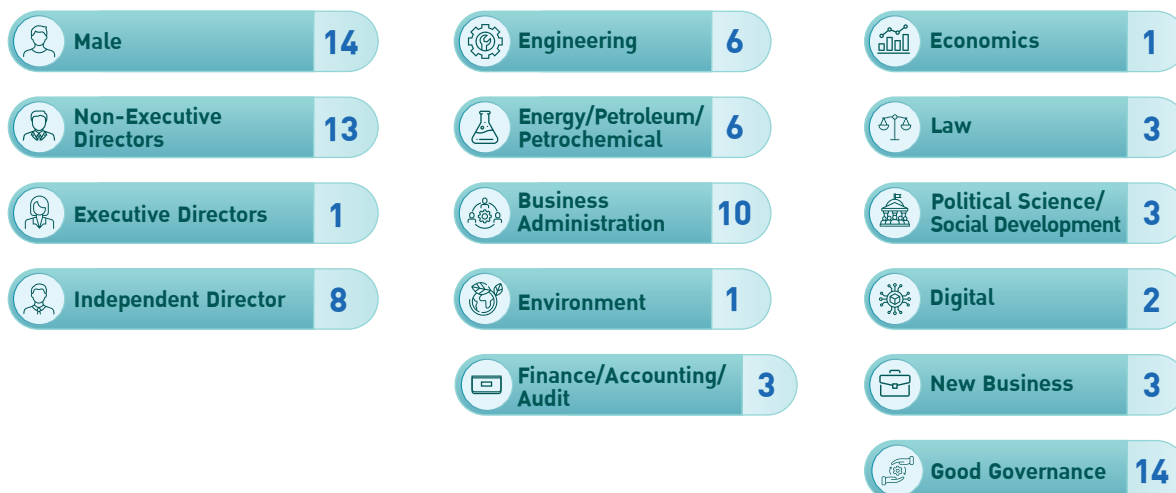 Male 14
Non-Executive
Directors 13
Executive Directors 1
Independent Director 8
Engineering 6
Energy/Petroleum/
Petrochemical 6
Business
Administration 10
Environment 1
Finance/Accounting/
Audit 3
Economics 1
Law 3
Political Science/
Social Development 3
Digital 2
New Business 3
Good Governance 14